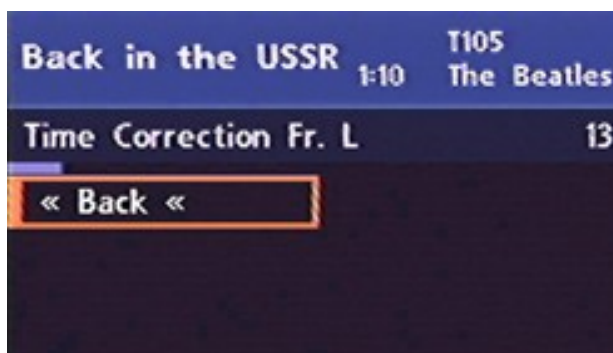 Back in the USSR 1:10
T105
The Beatles
Time Correction Fr. L 13
« Back «